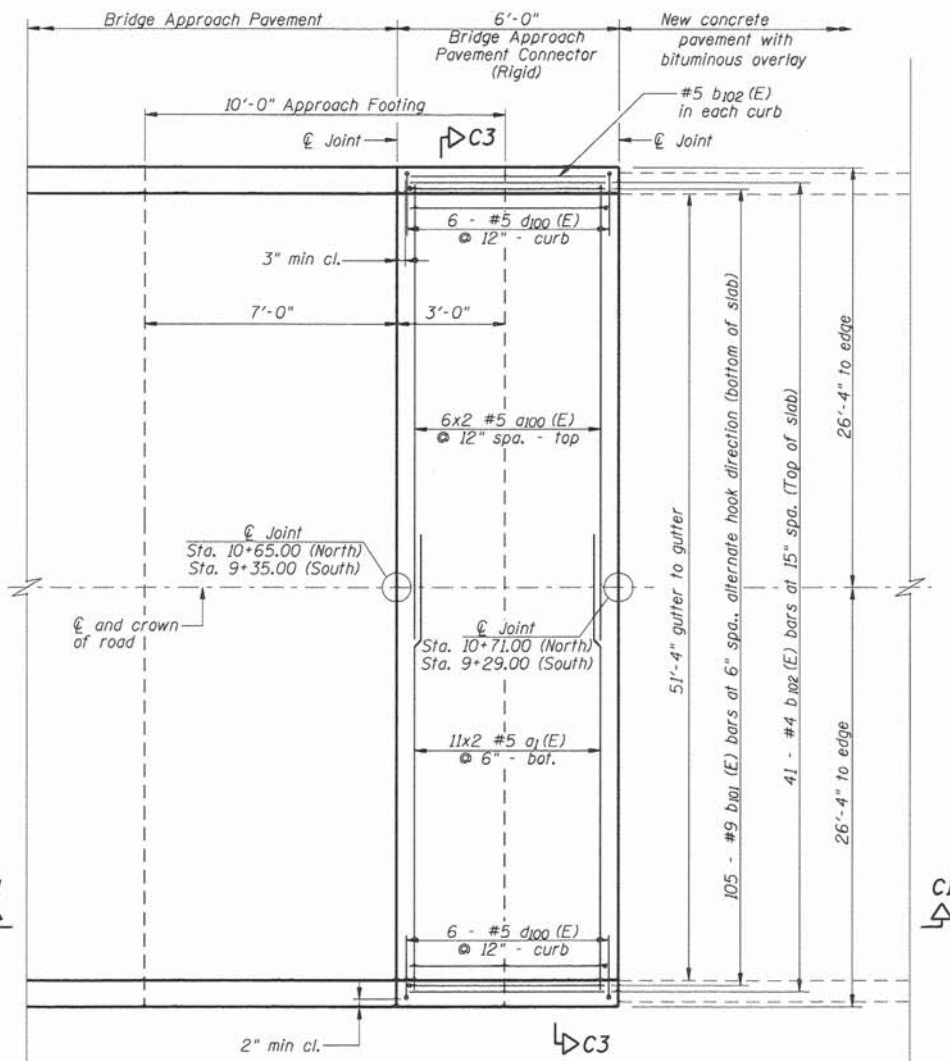 Bridge Approach Pavement
6'-0"
Bridge Approach
Pavement Connector
(Rigid)
New concrete
pavement with
bituminous overlay
10'-0" Approach Footing
#5 b102 (E)
in each curb
℄ Joint
C3
℄ Joint
6 - #5 d100 (E)
@ 12" - curb
3" min cl.
7'-0"
3'-0"
6x2 #5 a100 (E)
@ 12" spa. - top
℄ Joint
Sta. 10+65.00 (North)
Sta. 9+35.00 (South)
℄ and crown
of road
℄ Joint
Sta. 10+71.00 (North)
Sta. 9+29.00 (South)
51'-4" gutter to gutter
105 - #9 b101 (E) bars at 6" spa., alternate hook direction (bottom of slab)
41 - #4 b102 (E) bars at 15" spa. (Top of slab)
26'-4" to edge
26'-4" to edge
11x2 #5 a1 (E)
@ 6" - bot.
C1
6 - #5 d100 (E)
@ 12" - curb
2" min cl.
C3